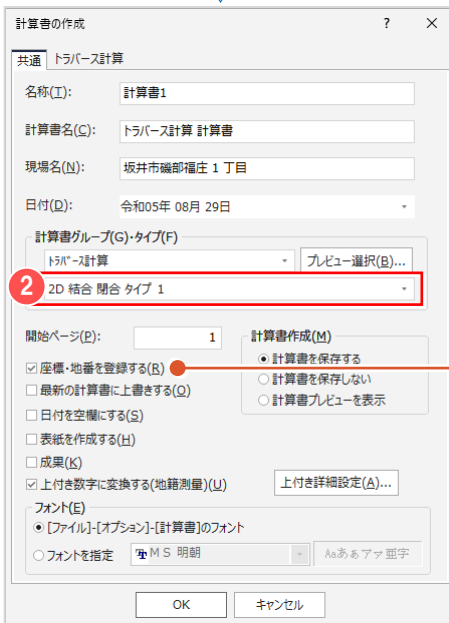 計算書の作成 ? ×
共通 トラバース計算
名称(T): 計算書1
計算書名(C): トラバース計算 計算書
現場名(N): 坂井市磯部福庄 1 丁目
日付(D): 令和05年 08月 29日
計算書グループ(G)・タイプ(F)
トラバース計算 プレビュー選択(B)...
2 2D 結合 閉合 タイプ 1
開始ページ(P): 1
計算書作成(M)
計算書を保存する
計算書を保存しない
計算書プレビューを表示
座標・地番を登録する(R)
最新の計算書に上書きする(O)
日付を空欄にする(S)
表紙を作成する(H)
成果(K)
上付き数字に変換する(地籍測量)(U) 上付き詳細設定(A)...
フォント(E)
[ファイル]-[オプション]-[計算書]のフォント
フォントを指定 MS 明朝 Aaあぁアァ亜字
OK キャンセル